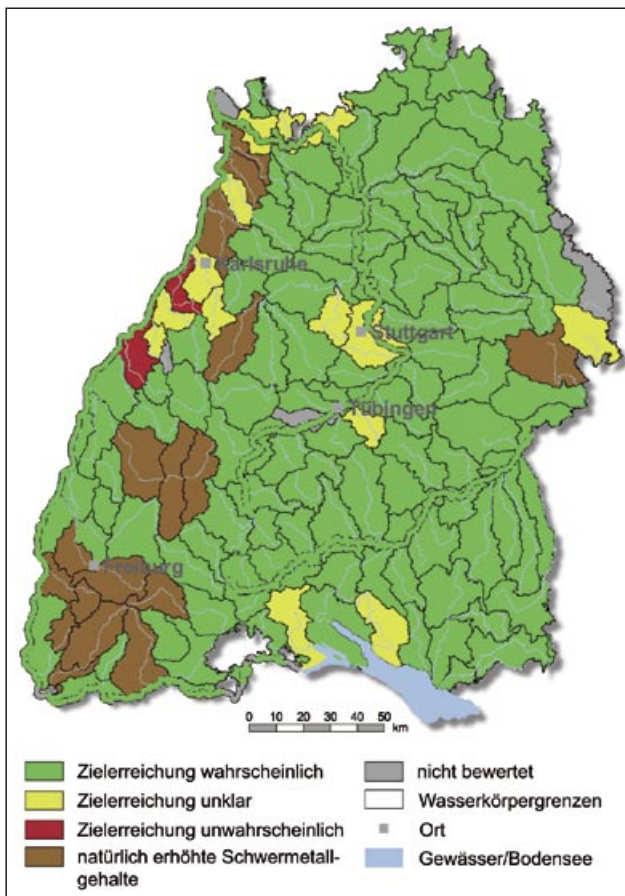 Karlsruhe
Stuttgart
Tübingen
Freiburg
0 10 20 30 40 50
km
Zielerreichung wahrscheinlich
Zielerreichung unklar
Zielerreichung unwahrscheinlich
natürlich erhöhte Schwermetall-
gehalte
nicht bewertet
Wasserkörpergrenzen
Ort
Gewässer/Bodensee